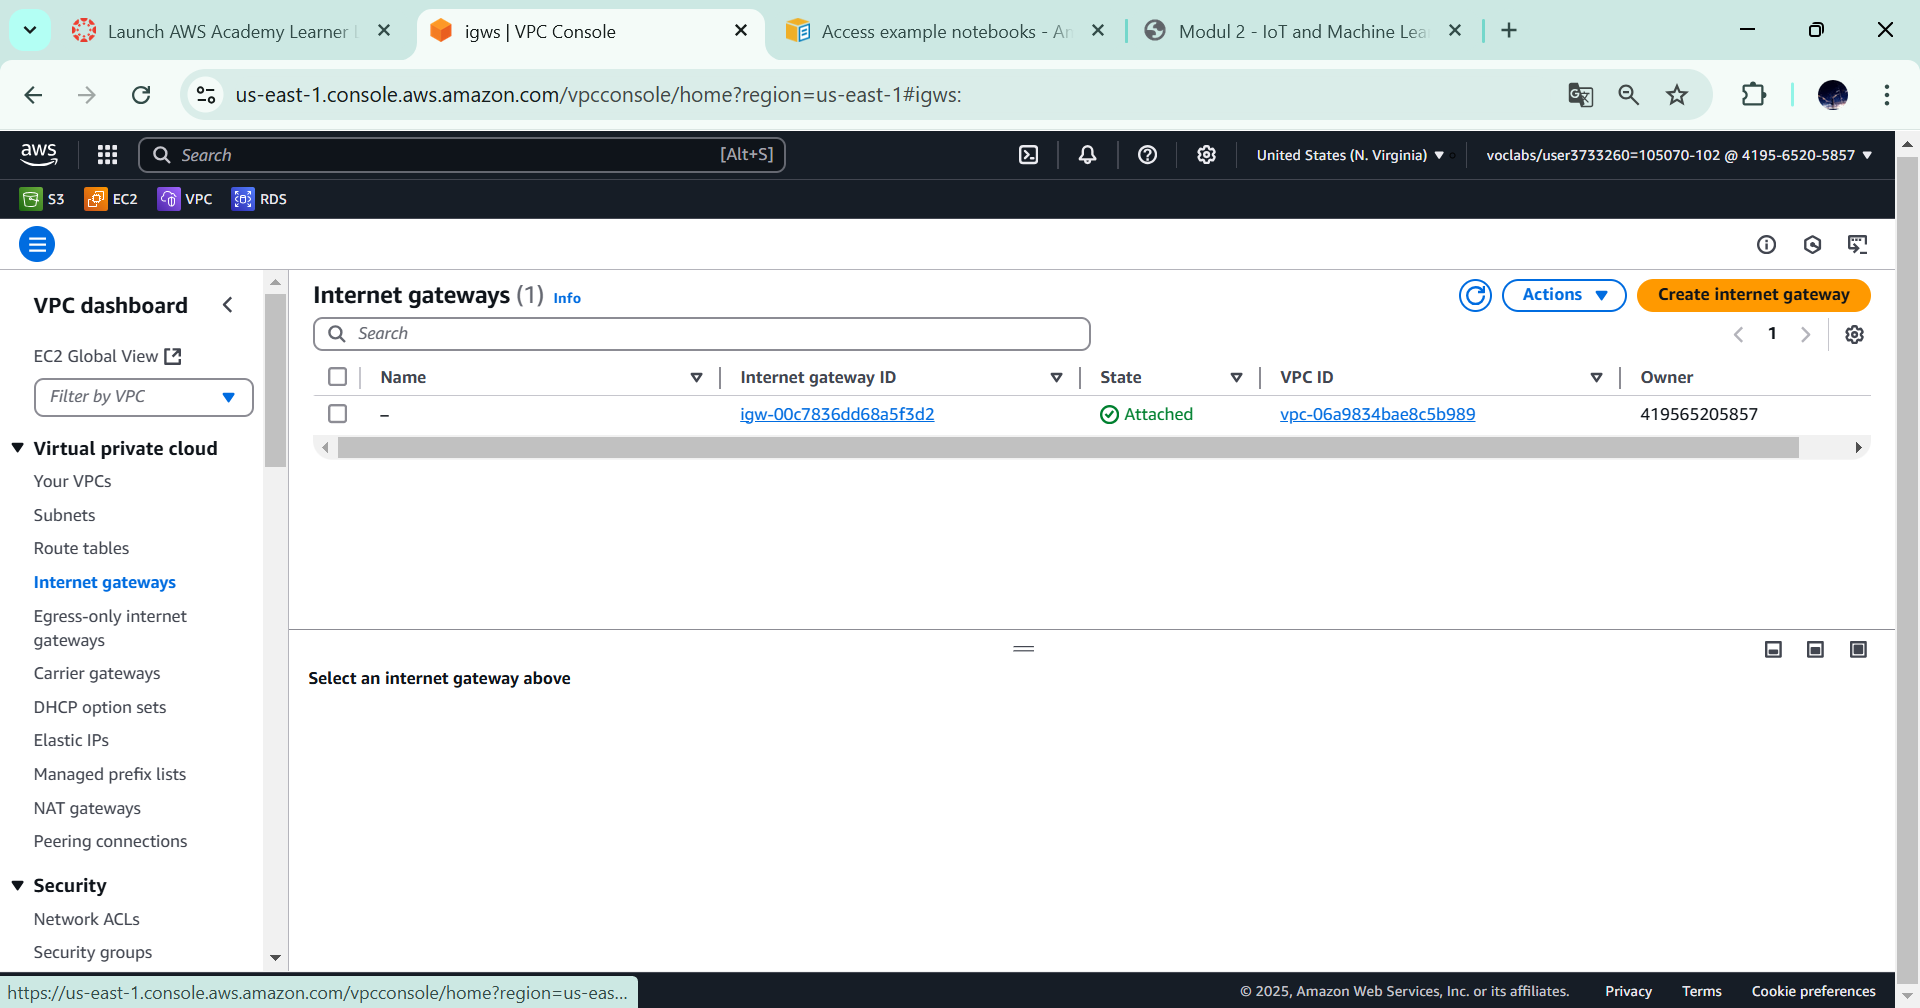 Launch AWS Academy Learner L
igws | VPC Console
Access example notebooks - Am
Modul 2 - IoT and Machine Lear
us-east-1.console.aws.amazon.com/vpcconsole/home?region=us-east-1#igws:
aws
Search
[Alt+S]
United States (N. Virginia)
voclabs/user3733260=105070-102 @ 4195-6520-5857
S3
EC2
VPC
RDS
VPC dashboard
EC2 Global View
Filter by VPC
Virtual private cloud
Your VPCs
Subnets
Route tables
Internet gateways
Egress-only internet
gateways
Carrier gateways
DHCP option sets
Elastic IPs
Managed prefix lists
NAT gateways
Peering connections
Security
Network ACLs
Security groups
Internet gateways (1) Info
Actions
Create internet gateway
Search
1
Name
Internet gateway ID
State
VPC ID
Owner
–
igw-00c7836dd68a5f3d2
Attached
vpc-06a9834bae8c5b989
419565205857
Select an internet gateway above
https://us-east-1.console.aws.amazon.com/vpcconsole/home?region=us-eas...
© 2025, Amazon Web Services, Inc. or its affiliates.
Privacy
Terms
Cookie preferences